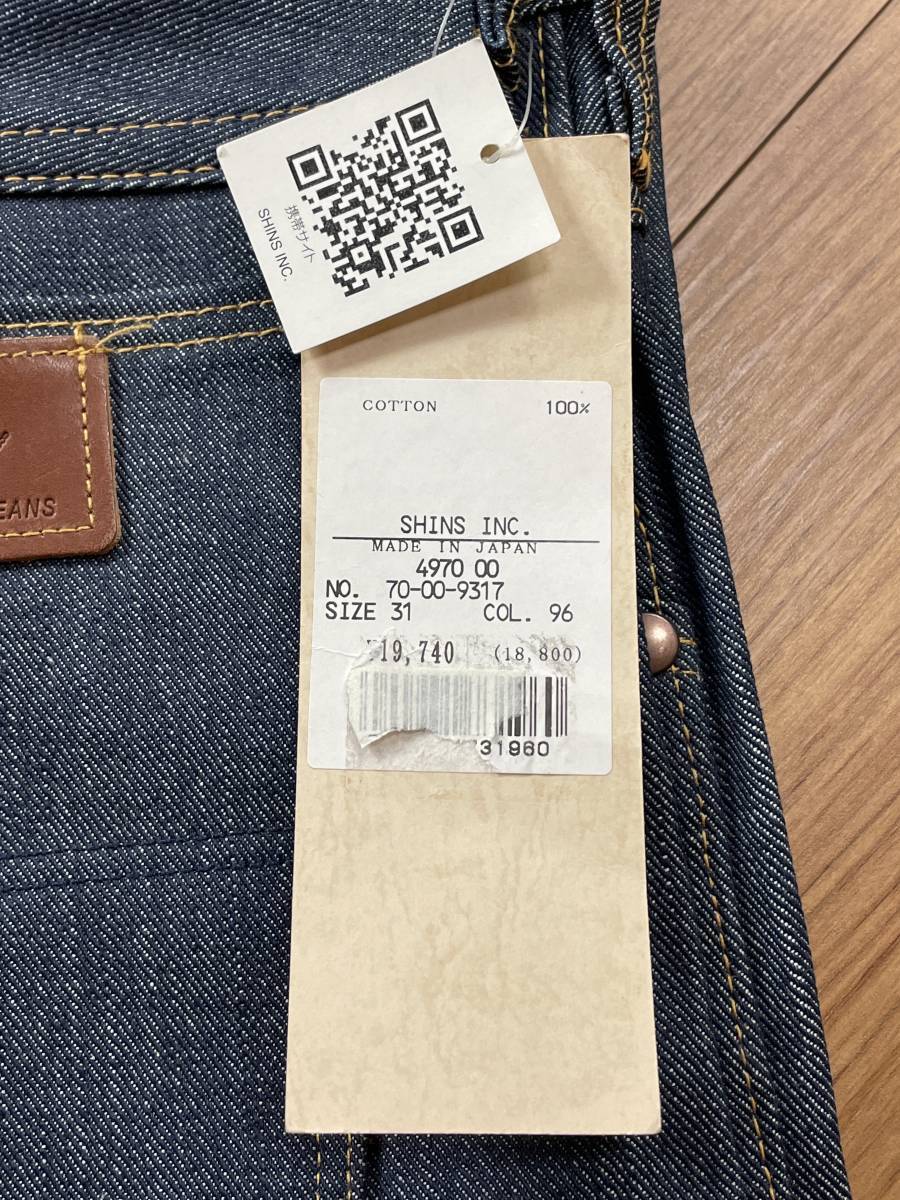 携帯サイト
SHINS INC.
COTTON 100%
SHINS INC.
MADE IN JAPAN
4970 00
NO. 70-00-9317
SIZE 31 COL. 96
¥19,740 (18,800)
31960
EANS